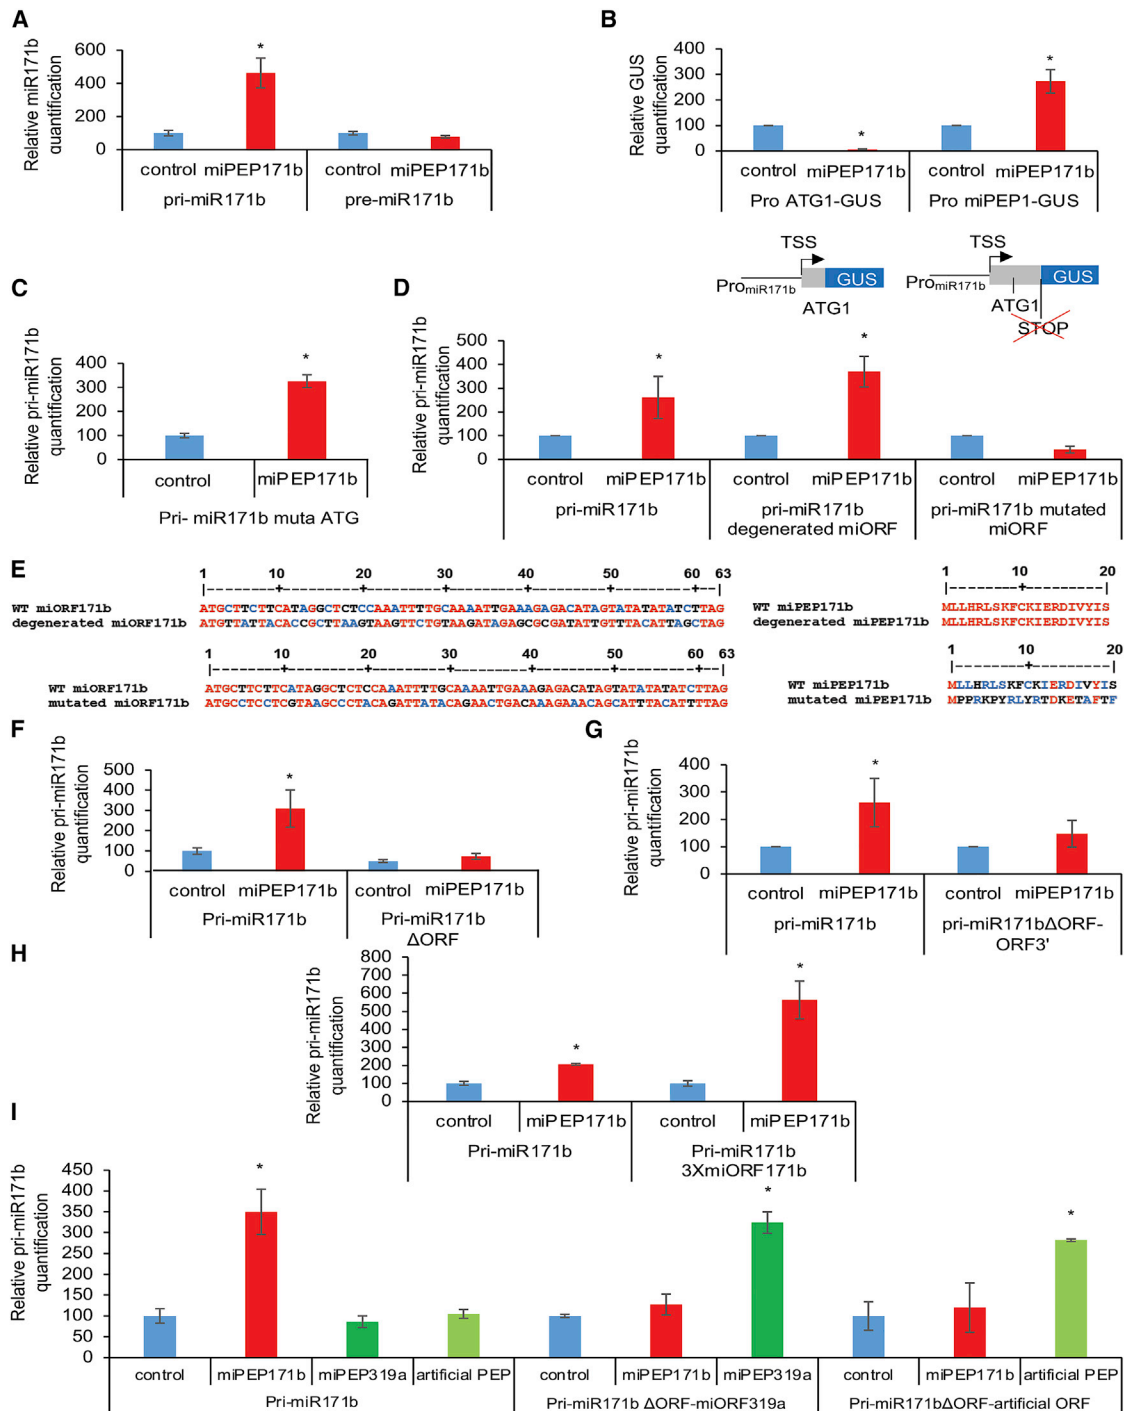 A
Relative miR171b
quantification
600
400
200
0
*
control miPEP171b control miPEP171b
pri-miR171b pre-miR171b
B
Relative GUS
quantification
400
300
200
100
0
*
*
control miPEP171b control miPEP171b
Pro ATG1-GUS Pro miPEP1-GUS
TSS
GUS
PromiR171b
ATG1
TSS
GUS
PromiR171b
ATG1
STOP
C
Relative pri-miR171b
quantification
400
300
200
100
0
*
control miPEP171b
Pri- miR171b muta ATG
D
Relative pri-miR171b
quantification
500
400
300
200
100
0
*
*
control miPEP171b control miPEP171b control miPEP171b
pri-miR171b pri-miR171b pri-miR171b mutated
degenerated miORF miORF
E
1 10 20 30 40 50 60 63
WT miORF171b ATGCTTCTTCATAGGCTCTCCAAATTTTGCAAAATTGAAAGAGACATAGTATATATATCTTAG
degenerated miORF171b ATGTTATTACACCGCTTAAGTAAGTTCTGTAAGATAGAGCGCGATATTGTTTACATTAGCTAG
1 10 20 30 40 50 60 63
WT miORF171b ATGCTTCTTCATAGGCTCTCCAAATTTTGCAAAATTGAAAGAGACATAGTATATATATCTTAG
mutated miORF171b ATGCCTCCTCGTAAGCCCTACAGATTATACAGAACTGACAAAGAAACAGCATTTACATTTTAG
1 10 20
WT miPEP171b MLLHRLSKFCKIERDIVYIS
degenerated miPEP171b MLLHRLSKFCKIERDIVYIS
1 10 20
WT miPEP171b MLLHRLSKFCKIERDIVYIS
mutated miPEP171b MPPRKPYRLYRTDKETAFTF
F
Relative pri-miR171b
quantification
500
400
300
200
100
0
*
control miPEP171b control miPEP171b
Pri-miR171b Pri-miR171b
ΔORF
G
Relative pri-miR171b
quantification
400
300
200
100
0
*
control miPEP171b control miPEP171b
pri-miR171b pri-miR171bΔORF-
ORF3'
H
Relative pri-miR171b
quantification
800
700
600
500
400
300
200
100
0
*
*
control miPEP171b control miPEP171b
Pri-miR171b Pri-miR171b
3XmiORF171b
I
Relative pri-miR171b
quantification
450
400
350
300
250
200
150
100
50
0
*
*
*
control miPEP171b miPEP319a artificial PEP control miPEP171b miPEP319a control miPEP171b artificial PEP
Pri-miR171b Pri-miR171b ΔORF-miORF319a Pri-miR171bΔORF-artificial ORF